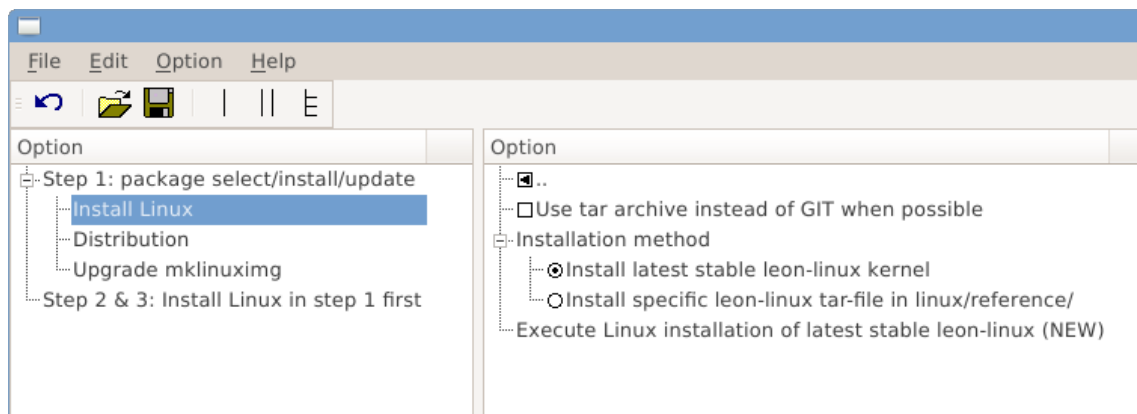 File Edit Option Help
Option
Step 1: package select/install/update
Install Linux
Distribution
Upgrade mklinuximg
Step 2 & 3: Install Linux in step 1 first
Option
..
Use tar archive instead of GIT when possible
Installation method
Install latest stable leon-linux kernel
Install specific leon-linux tar-file in linux/reference/
Execute Linux installation of latest stable leon-linux (NEW)